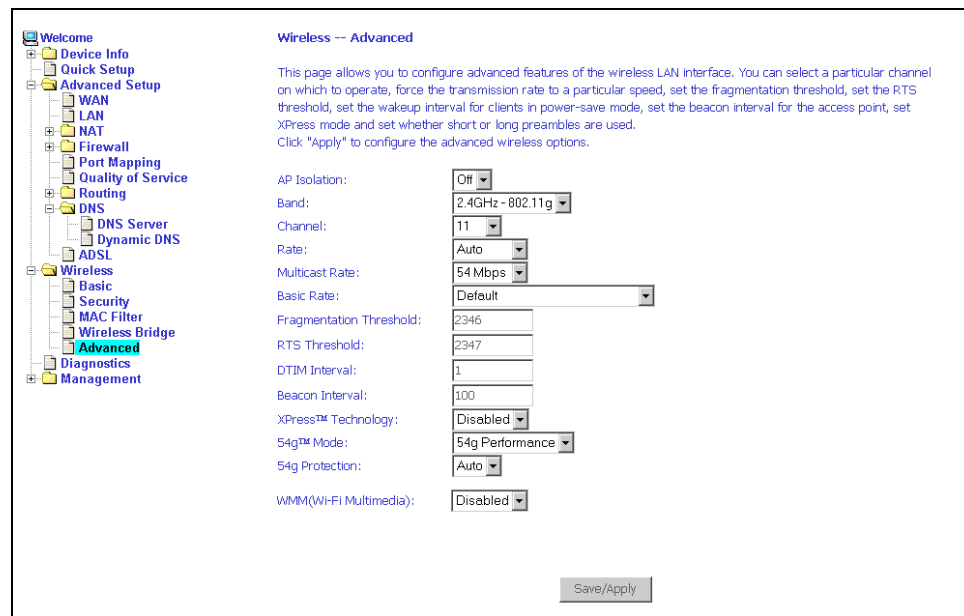 Welcome
Device Info
Quick Setup
Advanced Setup
WAN
LAN
NAT
Firewall
Port Mapping
Quality of Service
Routing
DNS
DNS Server
Dynamic DNS
ADSL
Wireless
Basic
Security
MAC Filter
Wireless Bridge
Advanced
Diagnostics
Management
Wireless -- Advanced
This page allows you to configure advanced features of the wireless LAN interface. You can select a particular channel
on which to operate, force the transmission rate to a particular speed, set the fragmentation threshold, set the RTS
threshold, set the wakeup interval for clients in power-save mode, set the beacon interval for the access point, set
XPress mode and set whether short or long preambles are used.
Click "Apply" to configure the advanced wireless options.
AP Isolation: Off
Band: 2.4GHz - 802.11g
Channel: 11
Rate: Auto
Multicast Rate: 54 Mbps
Basic Rate: Default
Fragmentation Threshold: 2346
RTS Threshold: 2347
DTIM Interval: 1
Beacon Interval: 100
XPress™ Technology: Disabled
54g™ Mode: 54g Performance
54g Protection: Auto
WMM(Wi-Fi Multimedia): Disabled
Save/Apply